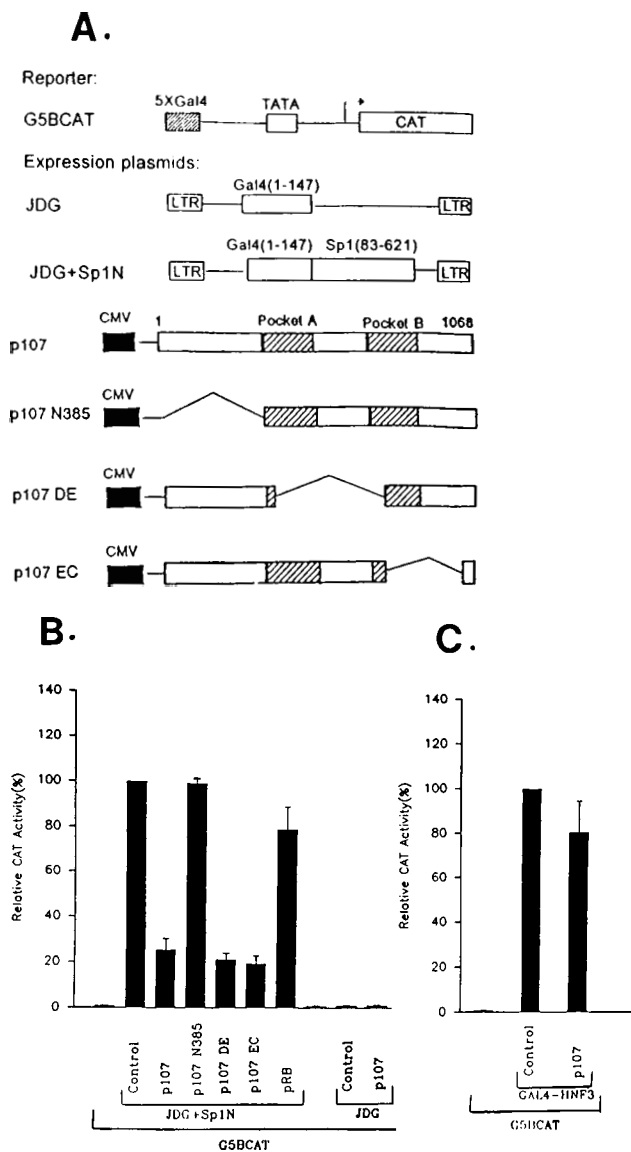 A.
Reporter:
5XGal4 TATA
G5BCAT CAT
Expression plasmids:
Gal4(1-147)
JDG LTR LTR
Gal4(1-147) Sp1(83-621)
JDG+Sp1N LTR LTR
CMV 1 Pocket A Pocket B 1068
p107
CMV
p107 N385
CMV
p107 DE
CMV
p107 EC
B.
140
120
100
80
60
40
20
0
Relative CAT Activity(%)
Control
p107
p107 N385
p107 DE
p107 EC
pRB
Control
p107
JDG+Sp1N JDG
G5BCAT
C.
140
120
100
80
60
40
20
0
Relative CAT Activity(%)
Control
p107
GAL4-HNF3
G5BCAT